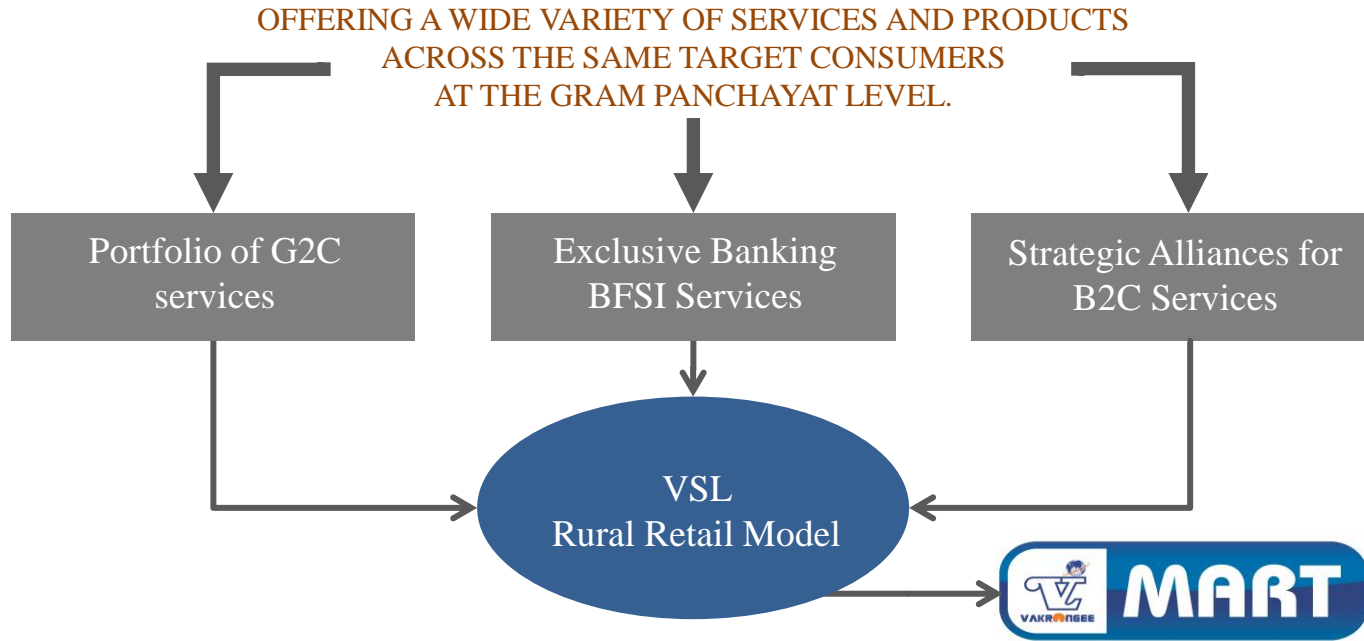 OFFERING A WIDE VARIETY OF SERVICES AND PRODUCTS
ACROSS THE SAME TARGET CONSUMERS
AT THE GRAM PANCHAYAT LEVEL.
Portfolio of G2C
services
Exclusive Banking
BFSI Services
Strategic Alliances for
B2C Services
VSL
Rural Retail Model
VAKRANGEE
MART